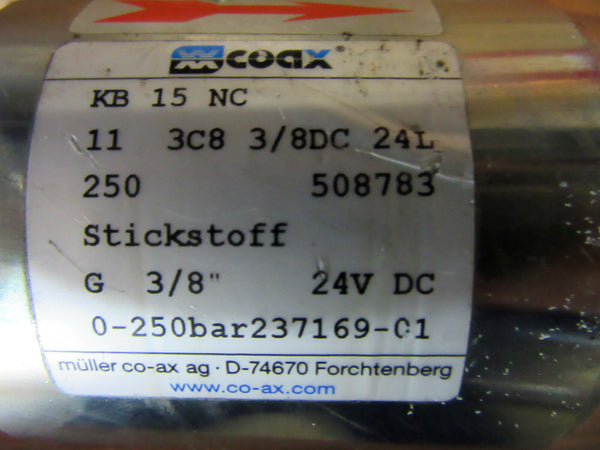 coax®
KB 15 NC
11 3C8 3/8DC 24L
250 508783
Stickstoff
G 3/8" 24V DC
0-250bar237169-01
müller co-ax ag · D-74670 Forchtenberg
www.co-ax.com